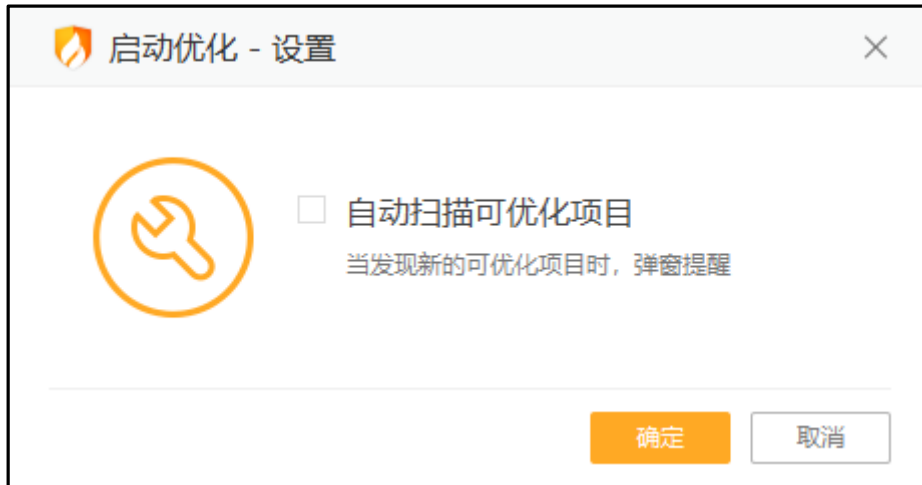 启动优化 - 设置
自动扫描可优化项目
当发现新的可优化项目时，弹窗提醒
确定
取消